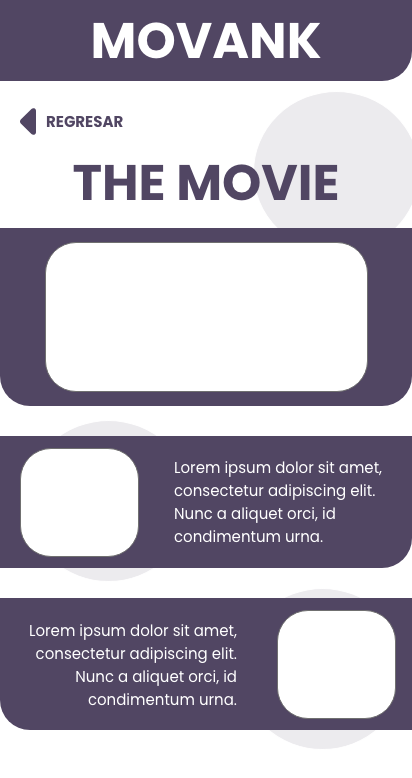 MOVANK
REGRESAR
THE MOVIE
Lorem ipsum dolor sit amet,
consectetur adipiscing elit.
Nunc a aliquet orci, id
condimentum urna.
Lorem ipsum dolor sit amet,
consectetur adipiscing elit.
Nunc a aliquet orci, id
condimentum urna.